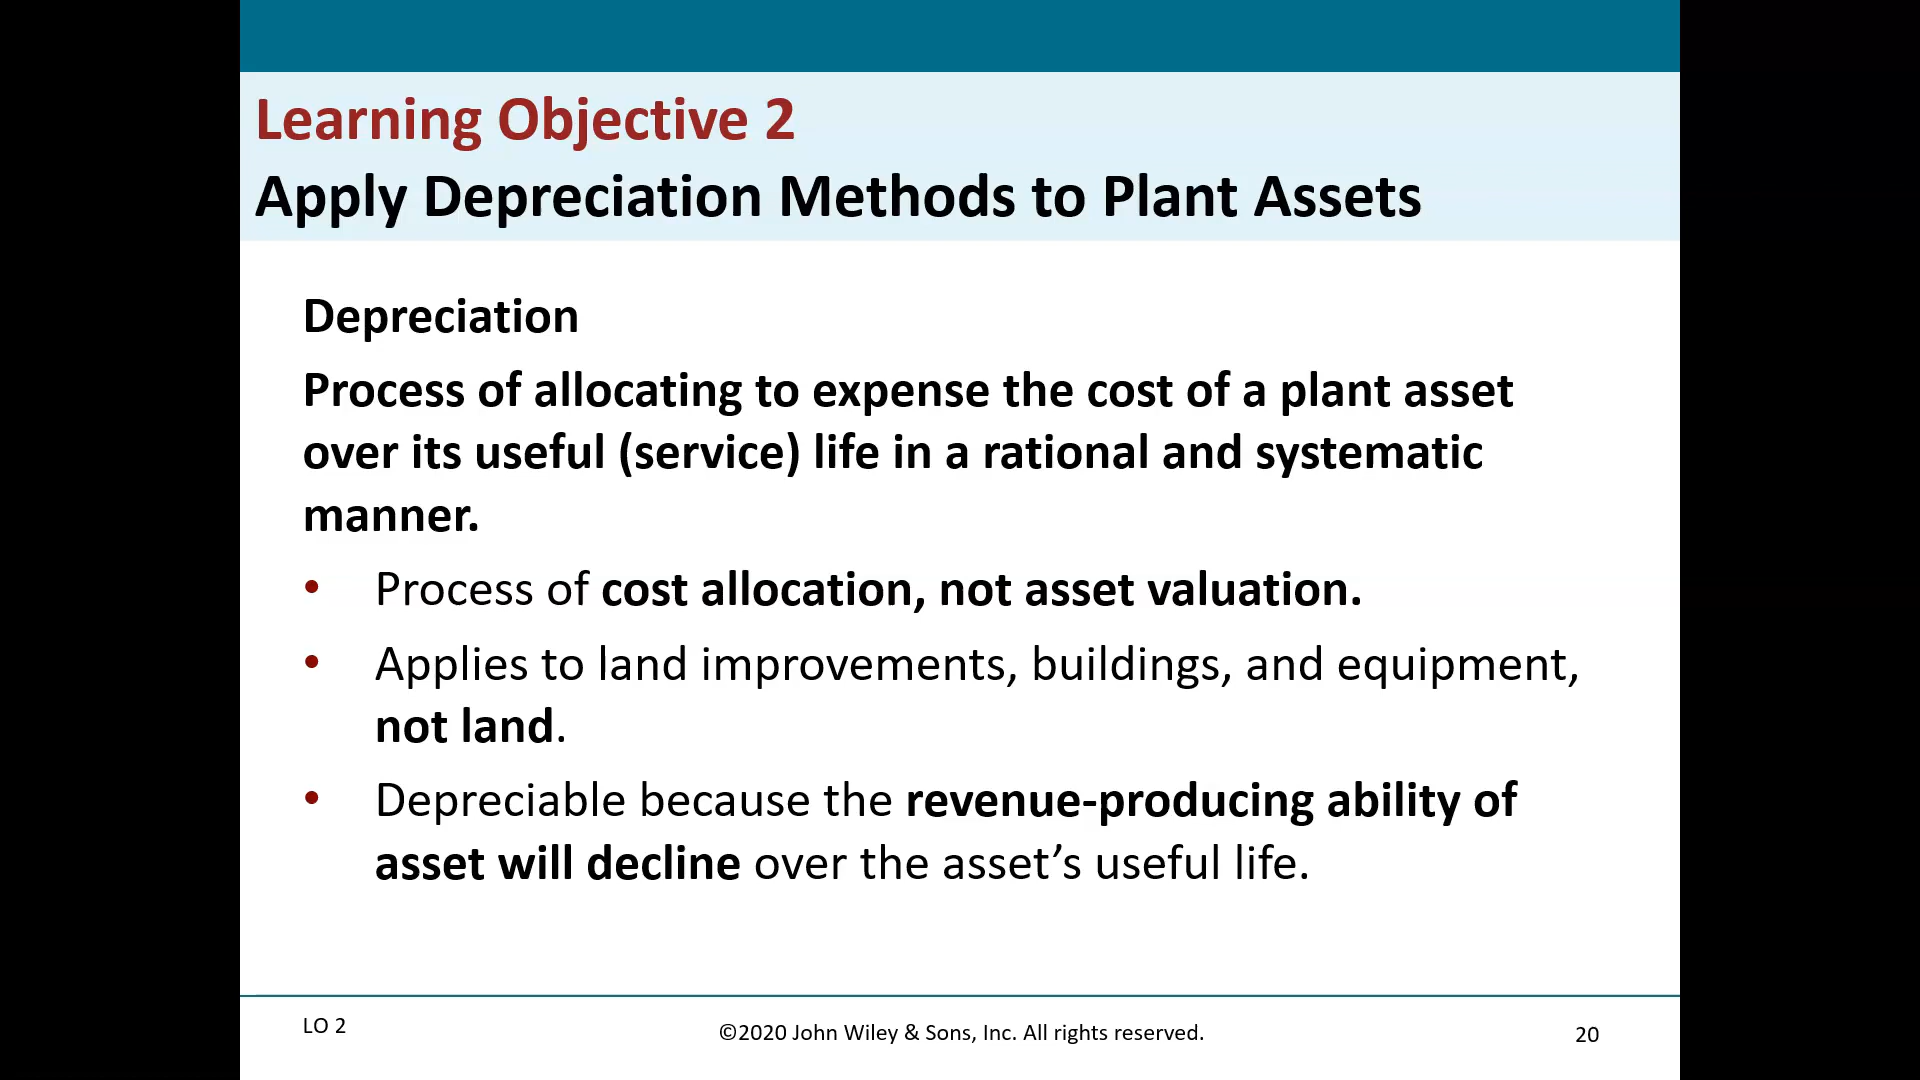 Learning Objective 2
Apply Depreciation Methods to Plant Assets
Depreciation
Process of allocating to expense the cost of a plant asset
over its useful (service) life in a rational and systematic
manner.
• Process of cost allocation, not asset valuation.
• Applies to land improvements, buildings, and equipment,
not land.
• Depreciable because the revenue-producing ability of
asset will decline over the asset’s useful life.
LO 2
©2020 John Wiley & Sons, Inc. All rights reserved.
20